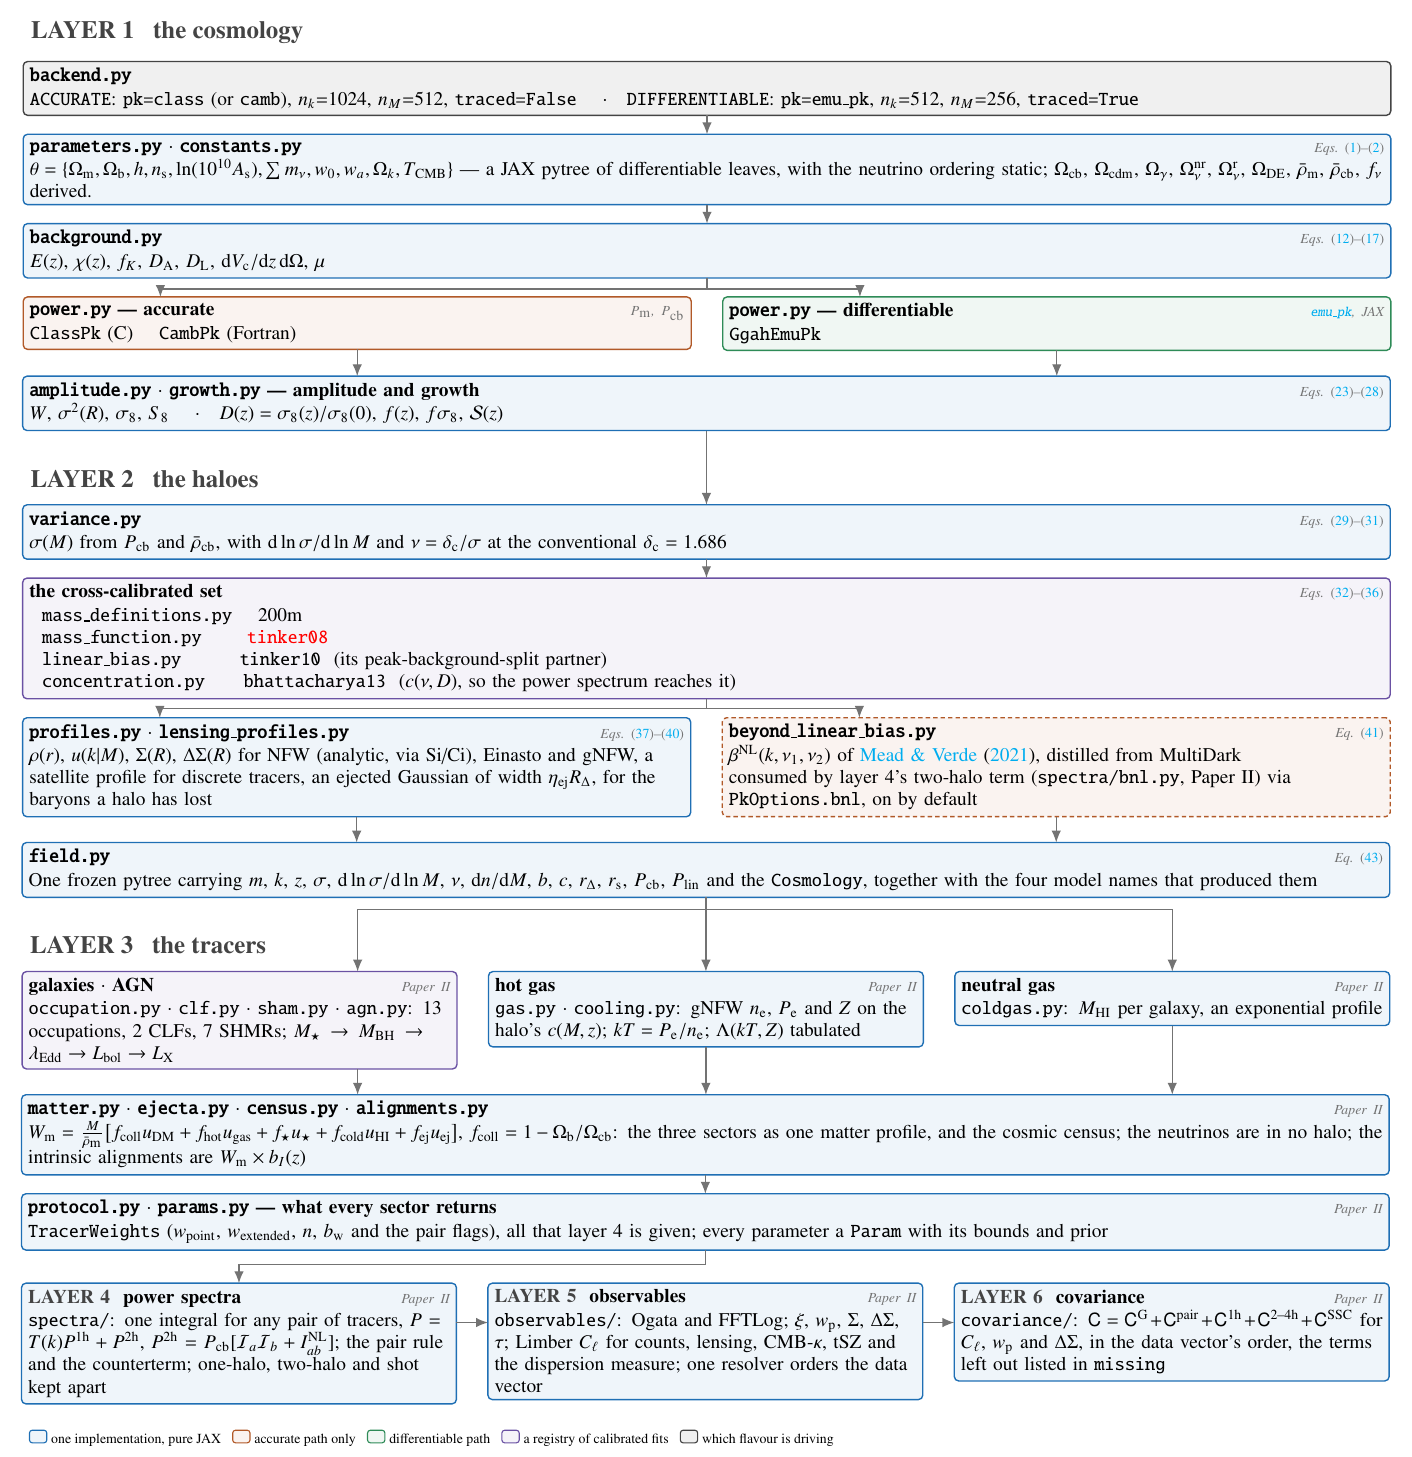 LAYER 1 the cosmology
backend.py
ACCURATE: pk=class (or camb), n_k=1024, n_M=512, traced=False · DIFFERENTIABLE: pk=emu_pk, n_k=512, n_M=256, traced=True
parameters.py · constants.py Eqs. (1)–(2)
θ = {Ω_m, Ω_b, h, n_s, ln(10^10 A_s), ∑ m_ν, w_0, w_a, Ω_k, T_CMB} — a JAX pytree of differentiable leaves, with the neutrino ordering static; Ω_cb, Ω_cdm, Ω_γ, Ω_ν^nr, Ω_ν^r, Ω_DE, ρ̄_m, ρ̄_cb, f_ν
derived.
background.py Eqs. (12)–(17)
E(z), χ(z), f_K, D_A, D_L, dV_c/dz dΩ, μ
power.py — accurate P_m, P_cb
ClassPk (C) CambPk (Fortran)
power.py — differentiable emu_pk, JAX
GgahEmuPk
amplitude.py · growth.py — amplitude and growth Eqs. (23)–(28)
W, σ²(R), σ_8, S_8 · D(z) = σ_8(z)/σ_8(0), f(z), fσ_8, 𝒮(z)
LAYER 2 the haloes
variance.py Eqs. (29)–(31)
σ(M) from P_cb and ρ̄_cb, with d ln σ/d ln M and ν = δ_c/σ at the conventional δ_c = 1.686
the cross-calibrated set Eqs. (32)–(36)
mass_definitions.py 200m
mass_function.py tinker08
linear_bias.py tinker10 (its peak-background-split partner)
concentration.py bhattacharya13 (c(ν, D), so the power spectrum reaches it)
profiles.py · lensing_profiles.py Eqs. (37)–(40)
ρ(r), u(k|M), Σ(R), ΔΣ(R) for NFW (analytic, via Si/Ci), Einasto and gNFW, a
satellite profile for discrete tracers, an ejected Gaussian of width η_ej R_Δ, for the
baryons a halo has lost
beyond_linear_bias.py Eq. (41)
β^NL(k, ν_1, ν_2) of Mead & Verde (2021), distilled from MultiDark
consumed by layer 4's two-halo term (spectra/bnl.py, Paper II) via
PkOptions.bnl, on by default
field.py Eq. (43)
One frozen pytree carrying m, k, z, σ, d ln σ/d ln M, ν, dn/dM, b, c, r_Δ, r_s, P_cb, P_lin and the Cosmology, together with the four model names that produced them
LAYER 3 the tracers
galaxies · AGN Paper II
occupation.py · clf.py · sham.py · agn.py: 13
occupations, 2 CLFs, 7 SHMRs; M_★ → M_BH →
λ_Edd → L_bol → L_X
hot gas Paper II
gas.py · cooling.py: gNFW n_e, P_e and Z on the
halo's c(M, z); kT = P_e/n_e; Λ(kT, Z) tabulated
neutral gas Paper II
coldgas.py: M_HI per galaxy, an exponential profile
matter.py · ejecta.py · census.py · alignments.py Paper II
W_m = M/ρ̄_m [f_coll u_DM + f_hot u_gas + f_★ u_★ + f_cold u_HI + f_ej u_ej], f_coll = 1 − Ω_b/Ω_cb: the three sectors as one matter profile, and the cosmic census; the neutrinos are in no halo; the
intrinsic alignments are W_m × b_I(z)
protocol.py · params.py — what every sector returns Paper II
TracerWeights (w_point, w_extended, n, b_w and the pair flags), all that layer 4 is given; every parameter a Param with its bounds and prior
LAYER 4 power spectra Paper II
spectra/: one integral for any pair of tracers, P =
T(k)P^1h + P^2h, P^2h = P_cb[ℐ_a ℐ_b + I_ab^NL]; the pair rule
and the counterterm; one-halo, two-halo and shot
kept apart
LAYER 5 observables Paper II
observables/: Ogata and FFTLog; ξ, w_p, Σ, ΔΣ,
τ; Limber C_ℓ for counts, lensing, CMB-κ, tSZ and
the dispersion measure; one resolver orders the data
vector
LAYER 6 covariance Paper II
covariance/: C = C^G+C^pair+C^1h+C^2–4h+C^SSC for
C_ℓ, w_p and ΔΣ, in the data vector's order, the terms
left out listed in missing
one implementation, pure JAX accurate path only differentiable path a registry of calibrated fits which flavour is driving